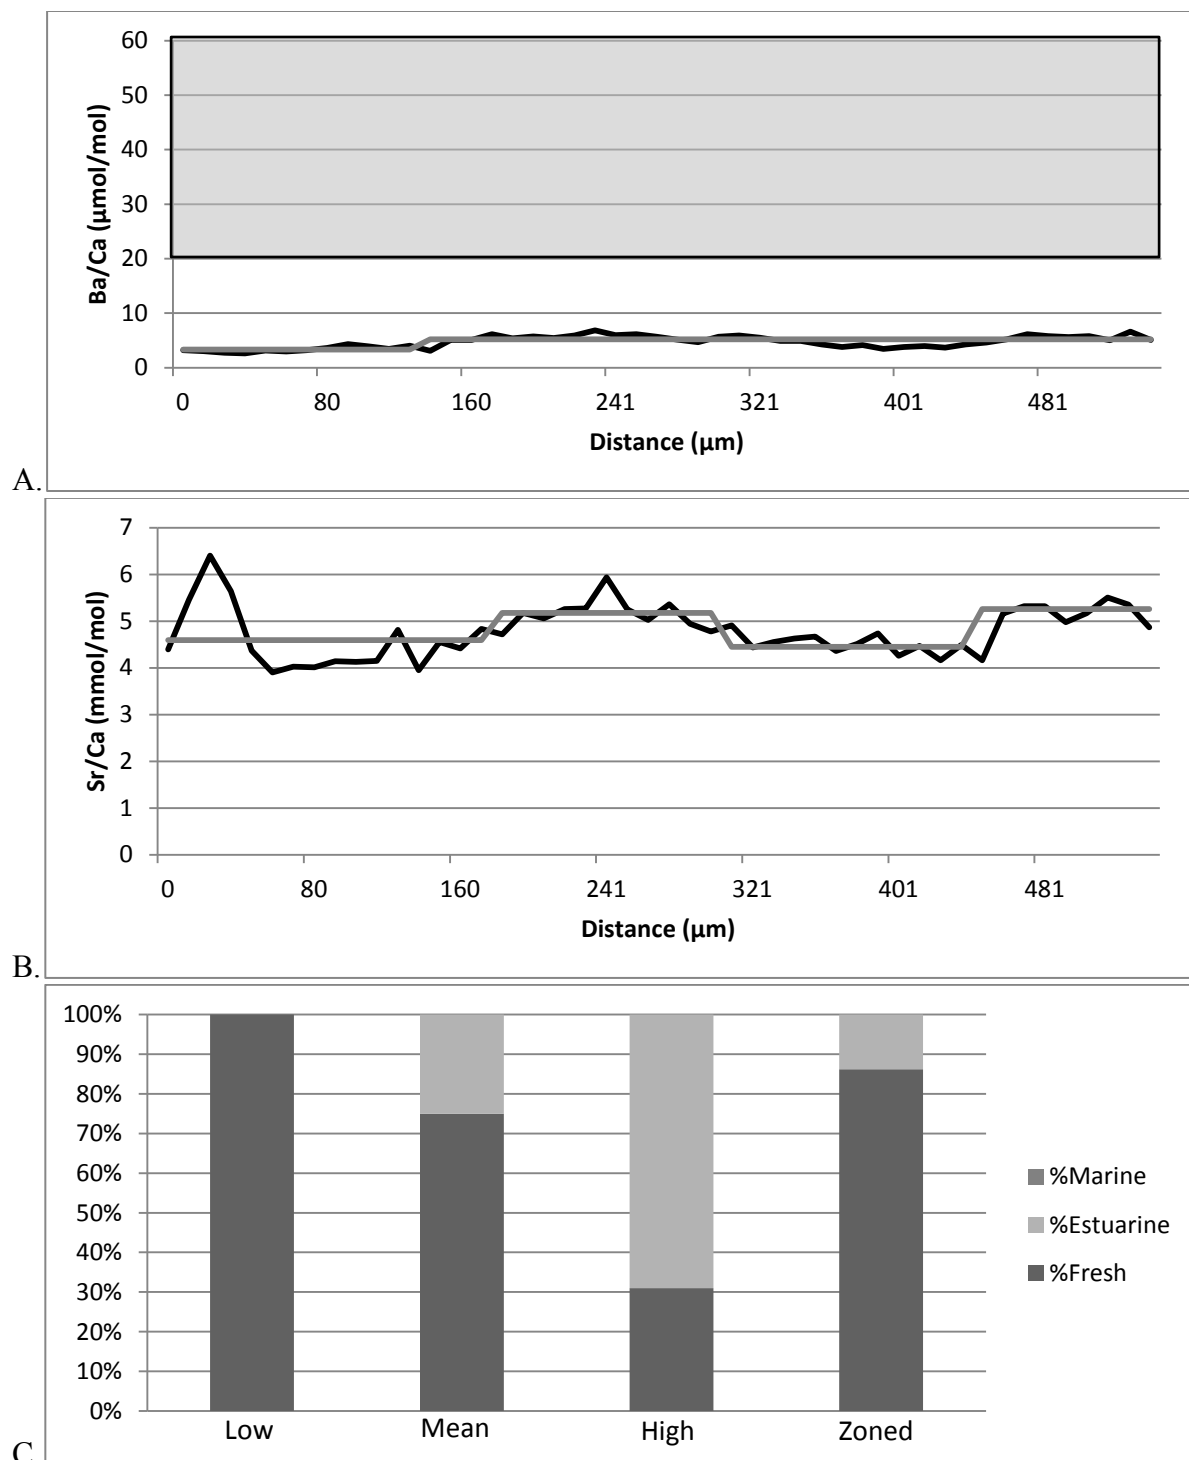 60
50
40
30
20
10
0
Ba/Ca (µmol/mol)
0 80 160 241 321 401 481
Distance (µm)
A.
7
6
5
4
3
2
1
0
Sr/Ca (mmol/mol)
0 80 160 241 321 401 481
Distance (µm)
B.
100%
90%
80%
70%
60%
50%
40%
30%
20%
10%
0%
Low Mean High Zoned
%Marine
%Estuarine
%Fresh
C